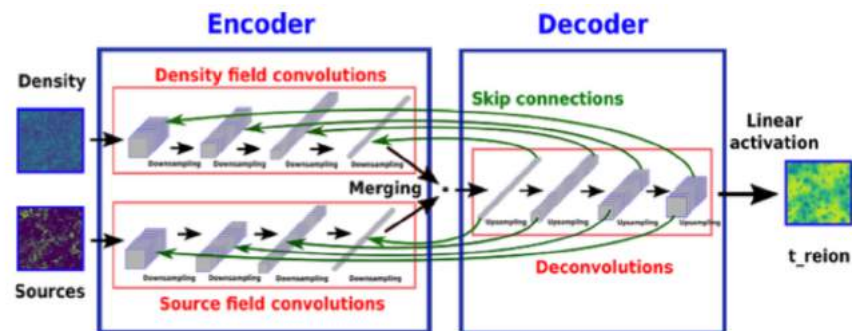 Encoder
Decoder
Density
Density field convolutions
Downsampling Downsampling Downsampling Downsampling
Skip connections
Linear
activation
Merging
Upsampling Upsampling Upsampling Upsampling
Downsampling Downsampling Downsampling Downsampling
Deconvolutions
t_reion
Sources
Source field convolutions